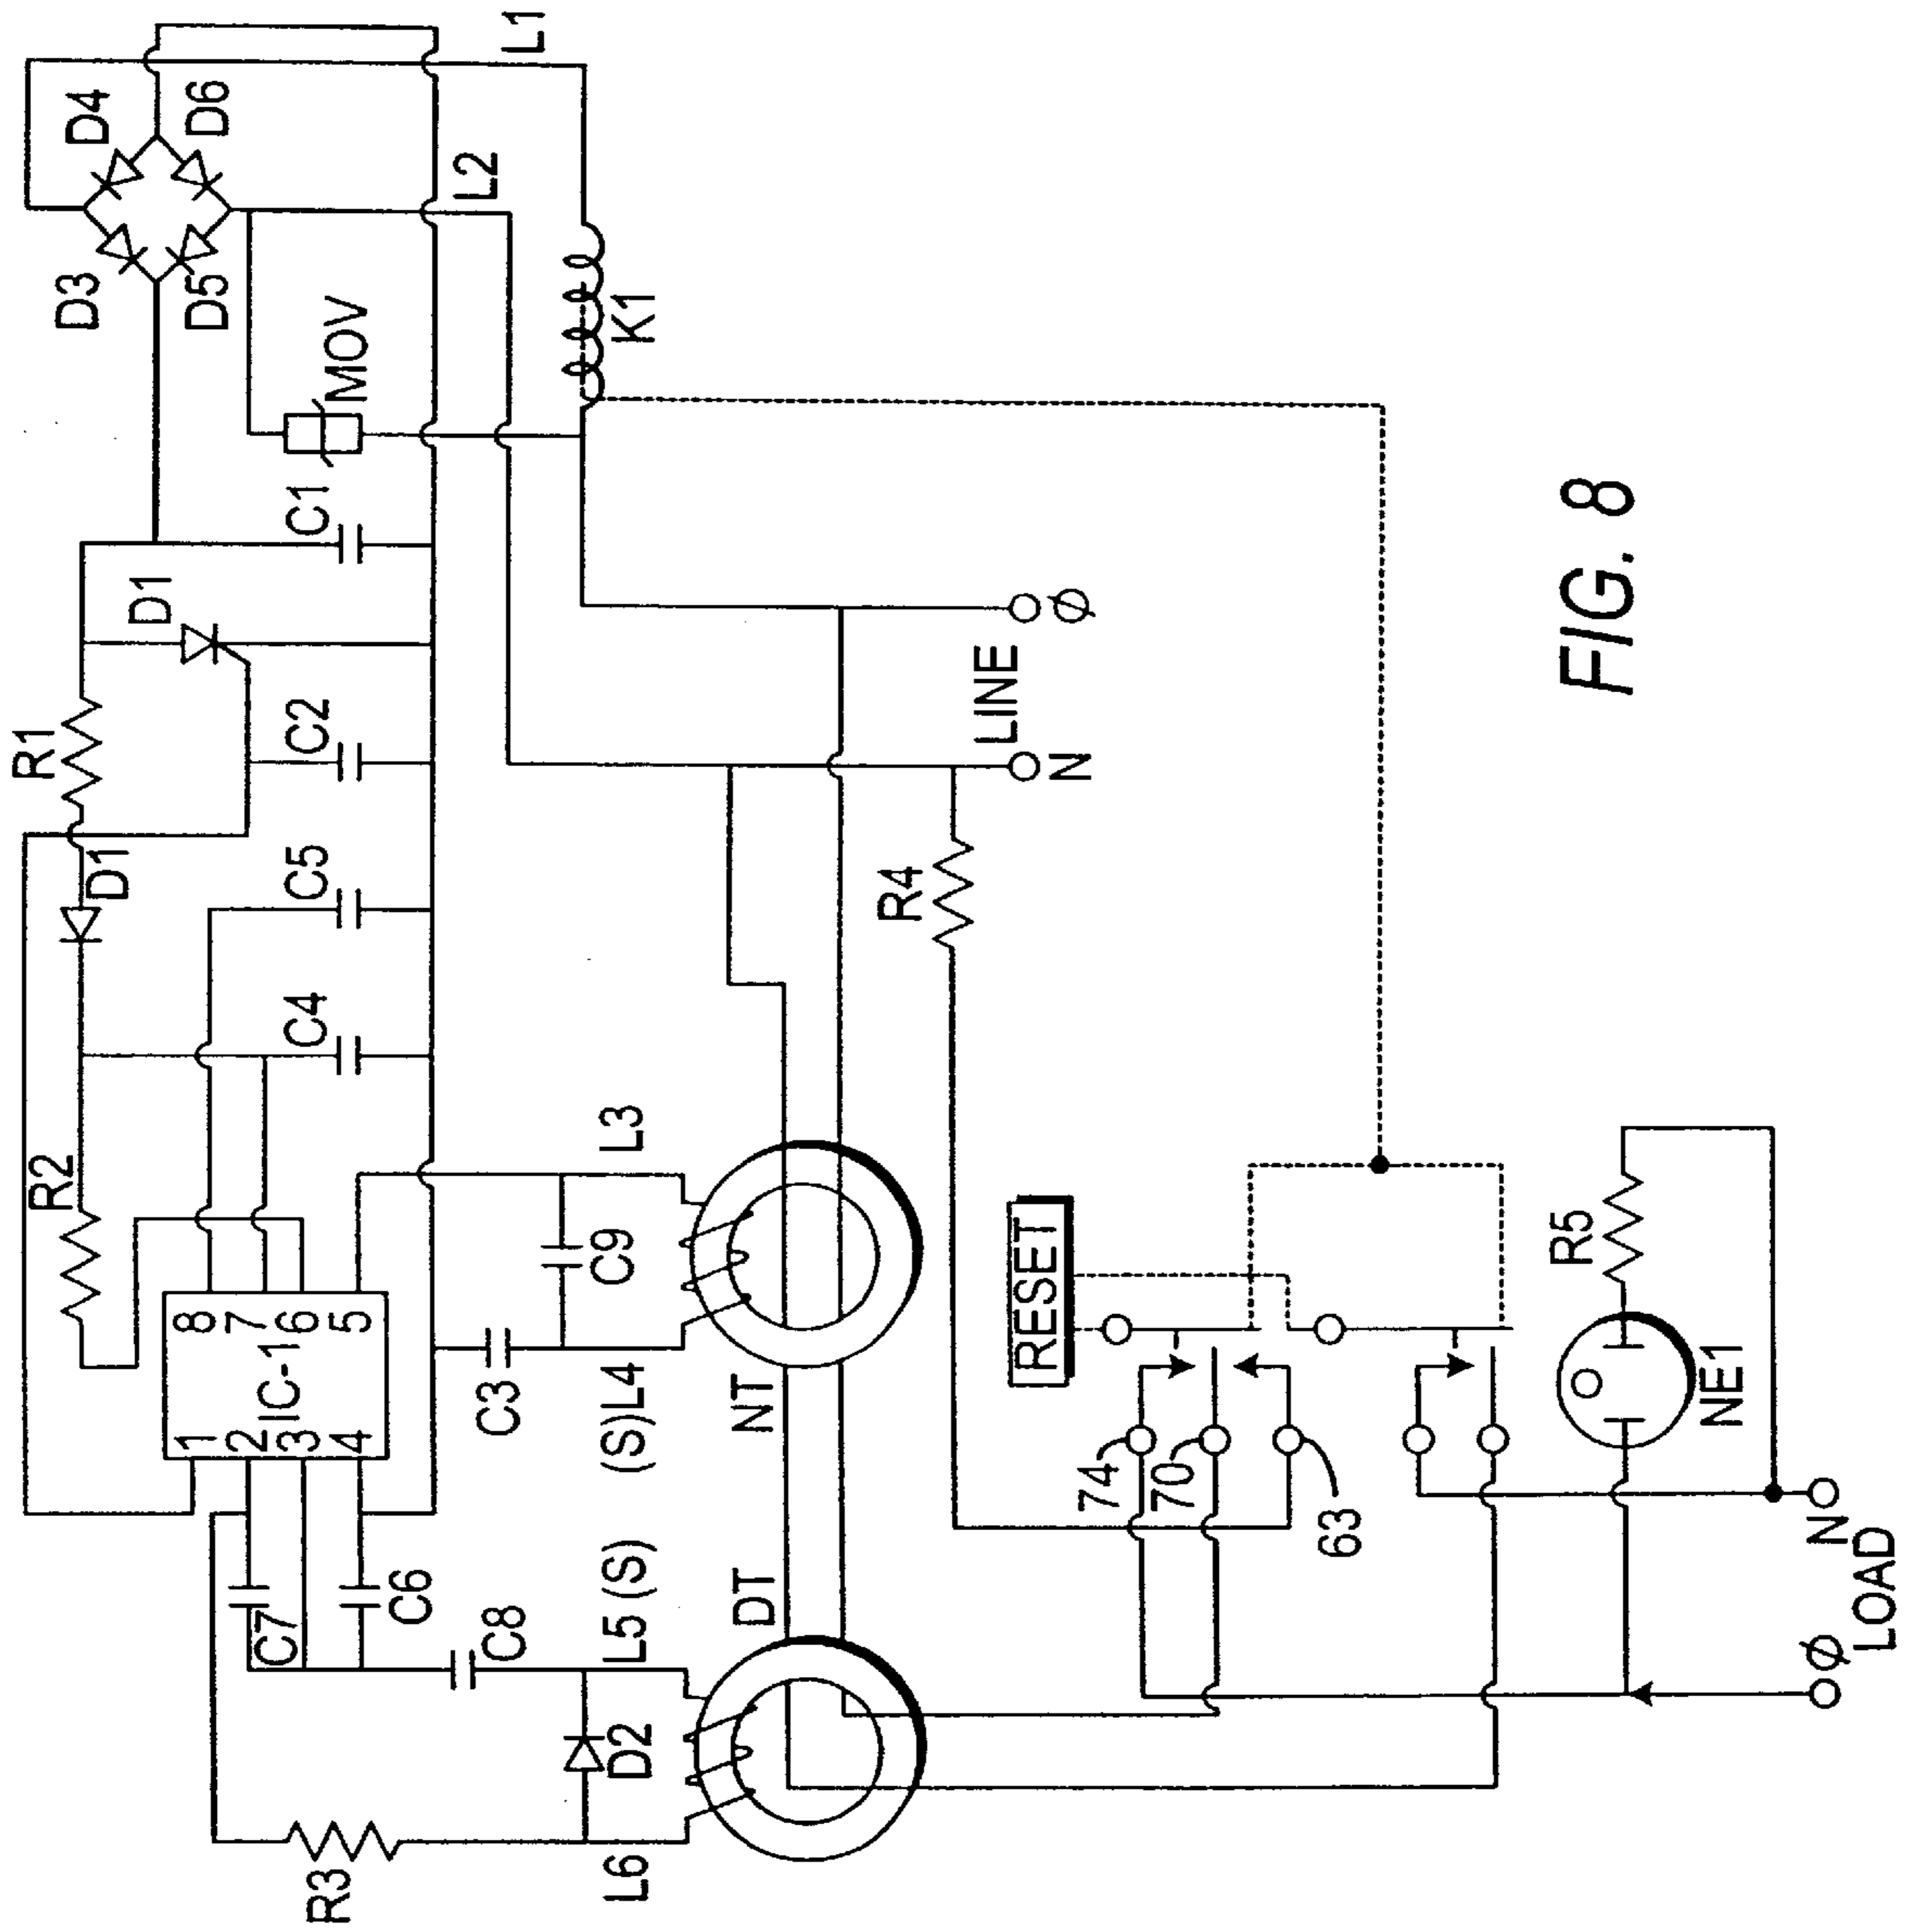 R3
L6
D2
C8
L5 (S)
C7
C6
DT
1
2
3
4
IC-1
8
7
6
5
R2
C3
(S)L4
C9
L3
NT
C4
C5
D1
R1
C2
D1
C1
MOV
D3
D4
D5
D6
L1
L2
K1
R4
LINE
N
Φ
RESET
74
70
63
R5
NE1
Φ
N
LOAD
FIG. 8